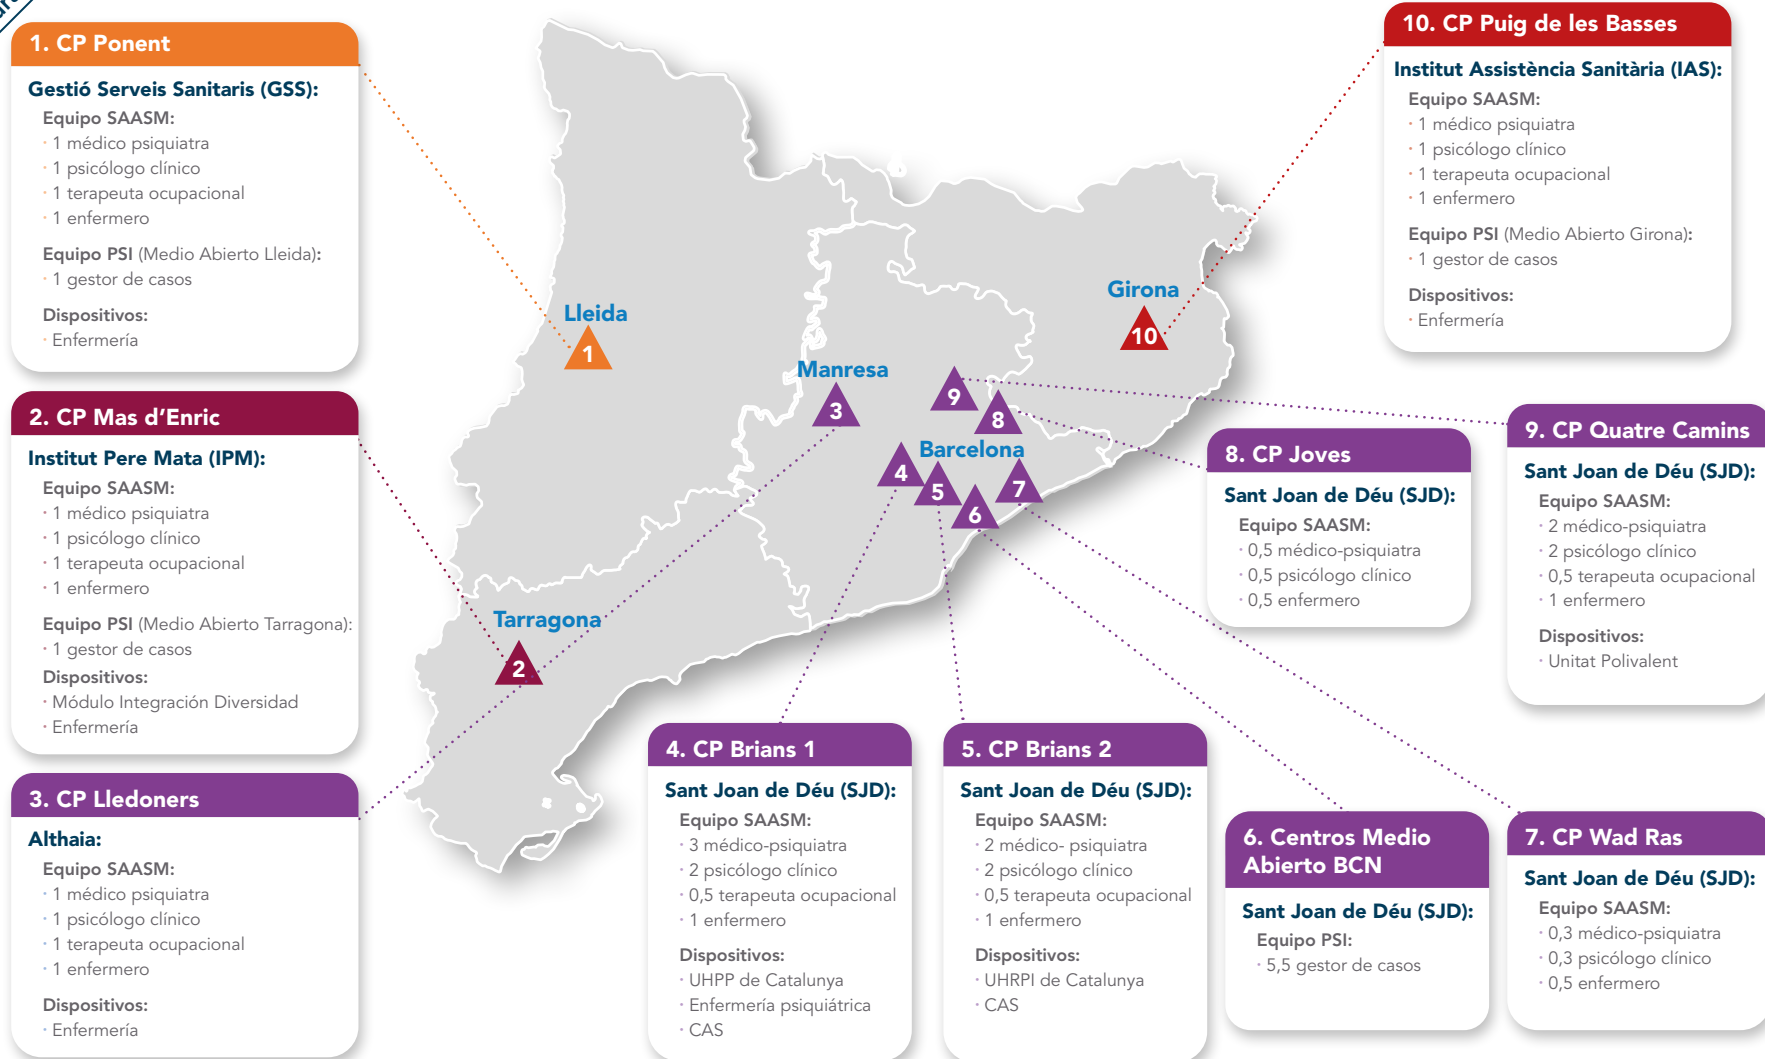 1. CP Ponent
Gestió Serveis Sanitaris (GSS):
Equipo SAASM:
· 1 médico psiquiatra
· 1 psicólogo clínico
· 1 terapeuta ocupacional
· 1 enfermero
Equipo PSI (Medio Abierto Lleida):
· 1 gestor de casos
Dispositivos:
· Enfermería
2. CP Mas d’Enric
Institut Pere Mata (IPM):
Equipo SAASM:
· 1 médico psiquiatra
· 1 psicólogo clínico
· 1 terapeuta ocupacional
· 1 enfermero
Equipo PSI (Medio Abierto Tarragona):
· 1 gestor de casos
Dispositivos:
· Módulo Integración Diversidad
· Enfermería
3. CP Lledoners
Althaia:
Equipo SAASM:
· 1 médico psiquiatra
· 1 psicólogo clínico
· 1 terapeuta ocupacional
· 1 enfermero
Dispositivos:
· Enfermería
Lleida
1
Manresa
3
Girona
10
9
8
Barcelona
4
5
6
7
Tarragona
2
4. CP Brians 1
Sant Joan de Déu (SJD):
Equipo SAASM:
· 3 médico-psiquiatra
· 2 psicólogo clínico
· 0,5 terapeuta ocupacional
· 1 enfermero
Dispositivos:
· UHPP de Catalunya
· Enfermería psiquiátrica
· CAS
5. CP Brians 2
Sant Joan de Déu (SJD):
Equipo SAASM:
· 2 médico- psiquiatra
· 2 psicólogo clínico
· 0,5 terapeuta ocupacional
· 1 enfermero
Dispositivos:
· UHRPI de Catalunya
· CAS
6. Centros Medio
Abierto BCN
Sant Joan de Déu (SJD):
Equipo PSI:
· 5,5 gestor de casos
7. CP Wad Ras
Sant Joan de Déu (SJD):
Equipo SAASM:
· 0,3 médico-psiquiatra
· 0,3 psicólogo clínico
· 0,5 enfermero
8. CP Joves
Sant Joan de Déu (SJD):
Equipo SAASM:
· 0,5 médico-psiquiatra
· 0,5 psicólogo clínico
· 0,5 enfermero
9. CP Quatre Camins
Sant Joan de Déu (SJD):
Equipo SAASM:
· 2 médico-psiquiatra
· 2 psicólogo clínico
· 0,5 terapeuta ocupacional
· 1 enfermero
Dispositivos:
· Unitat Polivalent
10. CP Puig de les Basses
Institut Assistència Sanitària (IAS):
Equipo SAASM:
· 1 médico psiquiatra
· 1 psicólogo clínico
· 1 terapeuta ocupacional
· 1 enfermero
Equipo PSI (Medio Abierto Girona):
· 1 gestor de casos
Dispositivos:
· Enfermería